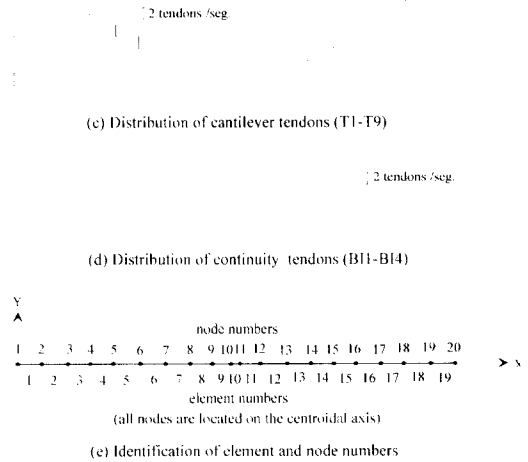 2 tendons /seg.
(c) Distribution of cantilever tendons (T1-T9)
2 tendons /seg.
(d) Distribution of continuity tendons (BI1-BI4)
Y
node numbers
1 2 3 4 5 6 7 8 9 10 11 12 13 14 15 16 17 18 19 20
x
1 2 3 4 5 6 7 8 9 10 11 12 13 14 15 16 17 18 19
element numbers
(all nodes are located on the centroidal axis)
(e) Identification of element and node numbers